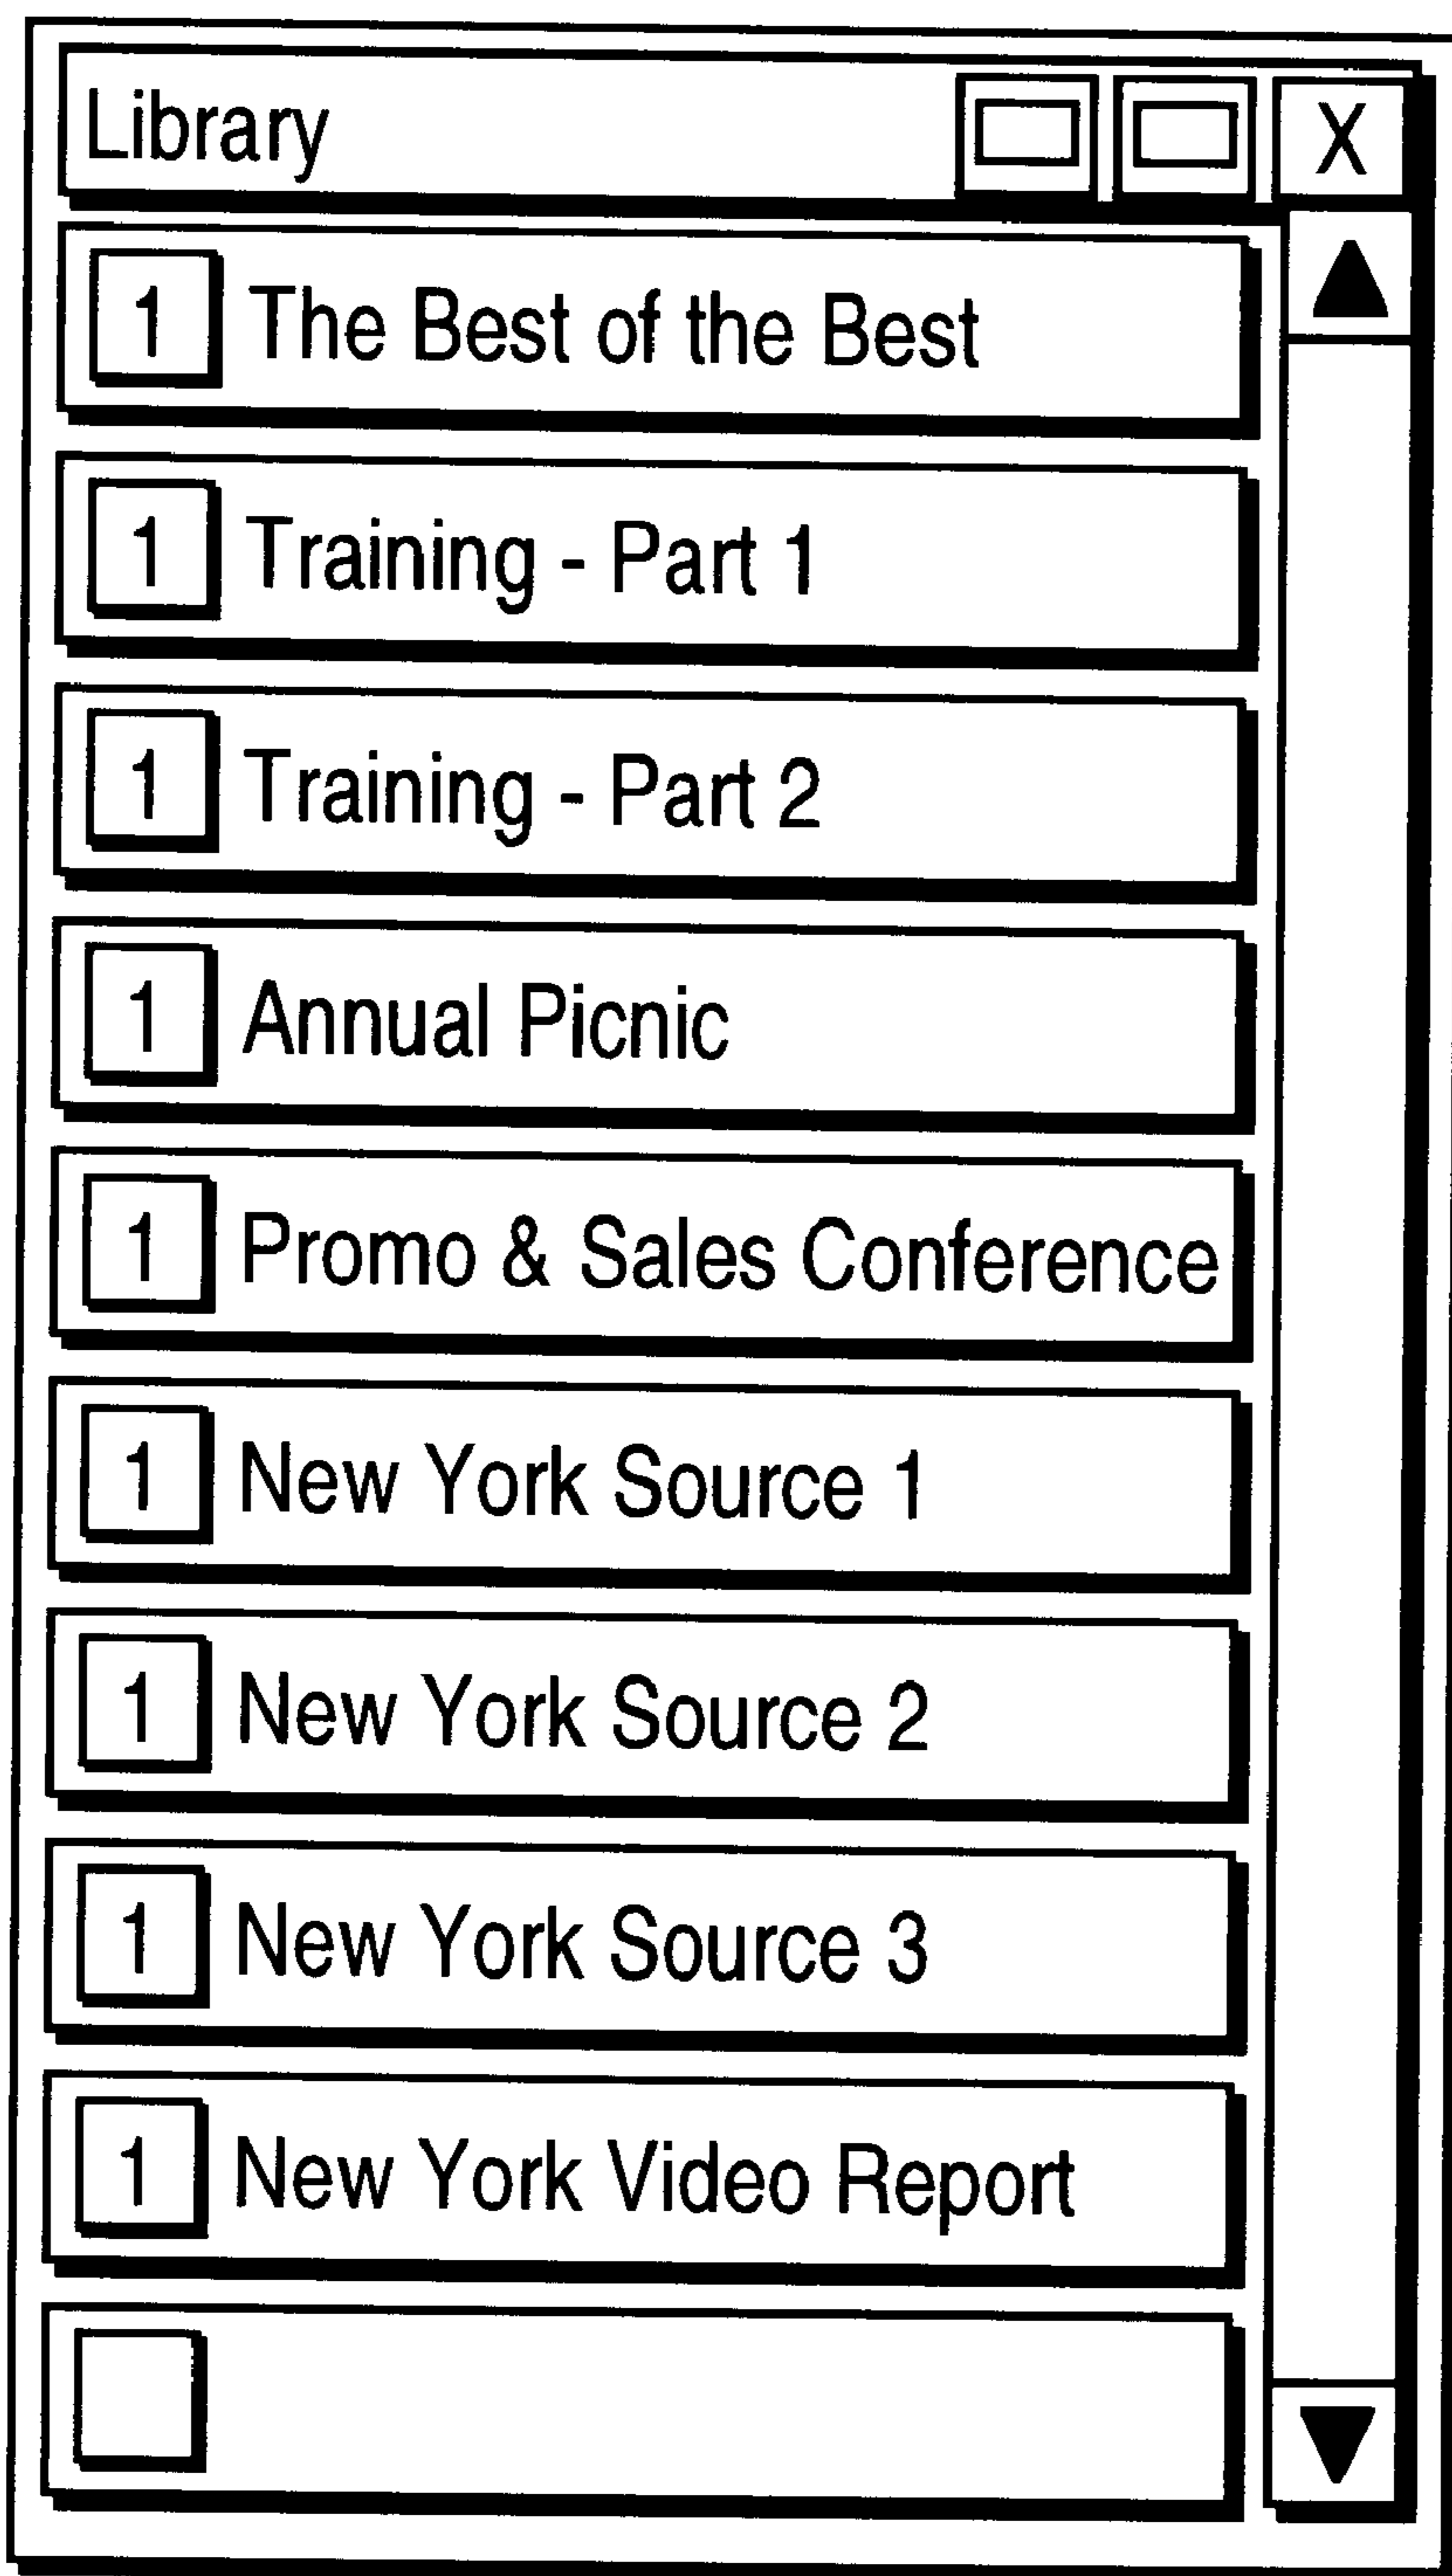 Library X
1 The Best of the Best
1 Training - Part 1
1 Training - Part 2
1 Annual Picnic
1 Promo & Sales Conference
1 New York Source 1
1 New York Source 2
1 New York Source 3
1 New York Video Report